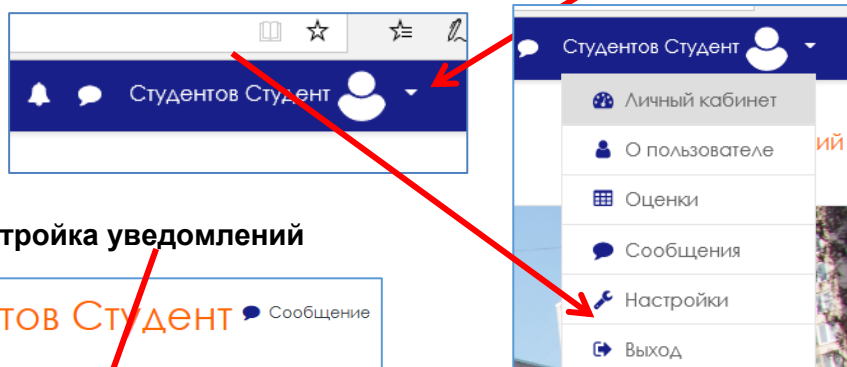 Студентов Студент
Студентов Студент
Личный кабинет
О пользователе
ий
Оценки
Сообщения
Настройки
Выход
тройка уведомлений
тов Студент Сообщение